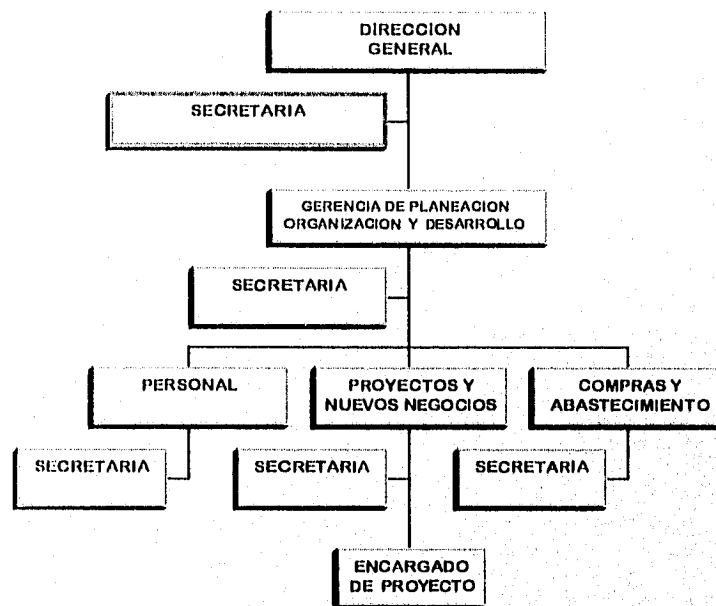 DIRECCION
GENERAL
SECRETARIA
GERENCIA DE PLANEACION
ORGANIZACION Y DESARROLLO
SECRETARIA
PERSONAL
PROYECTOS Y
NUEVOS NEGOCIOS
COMPRAS Y
ABASTECIMIENTO
SECRETARIA
SECRETARIA
SECRETARIA
ENCARGADO
DE PROYECTO